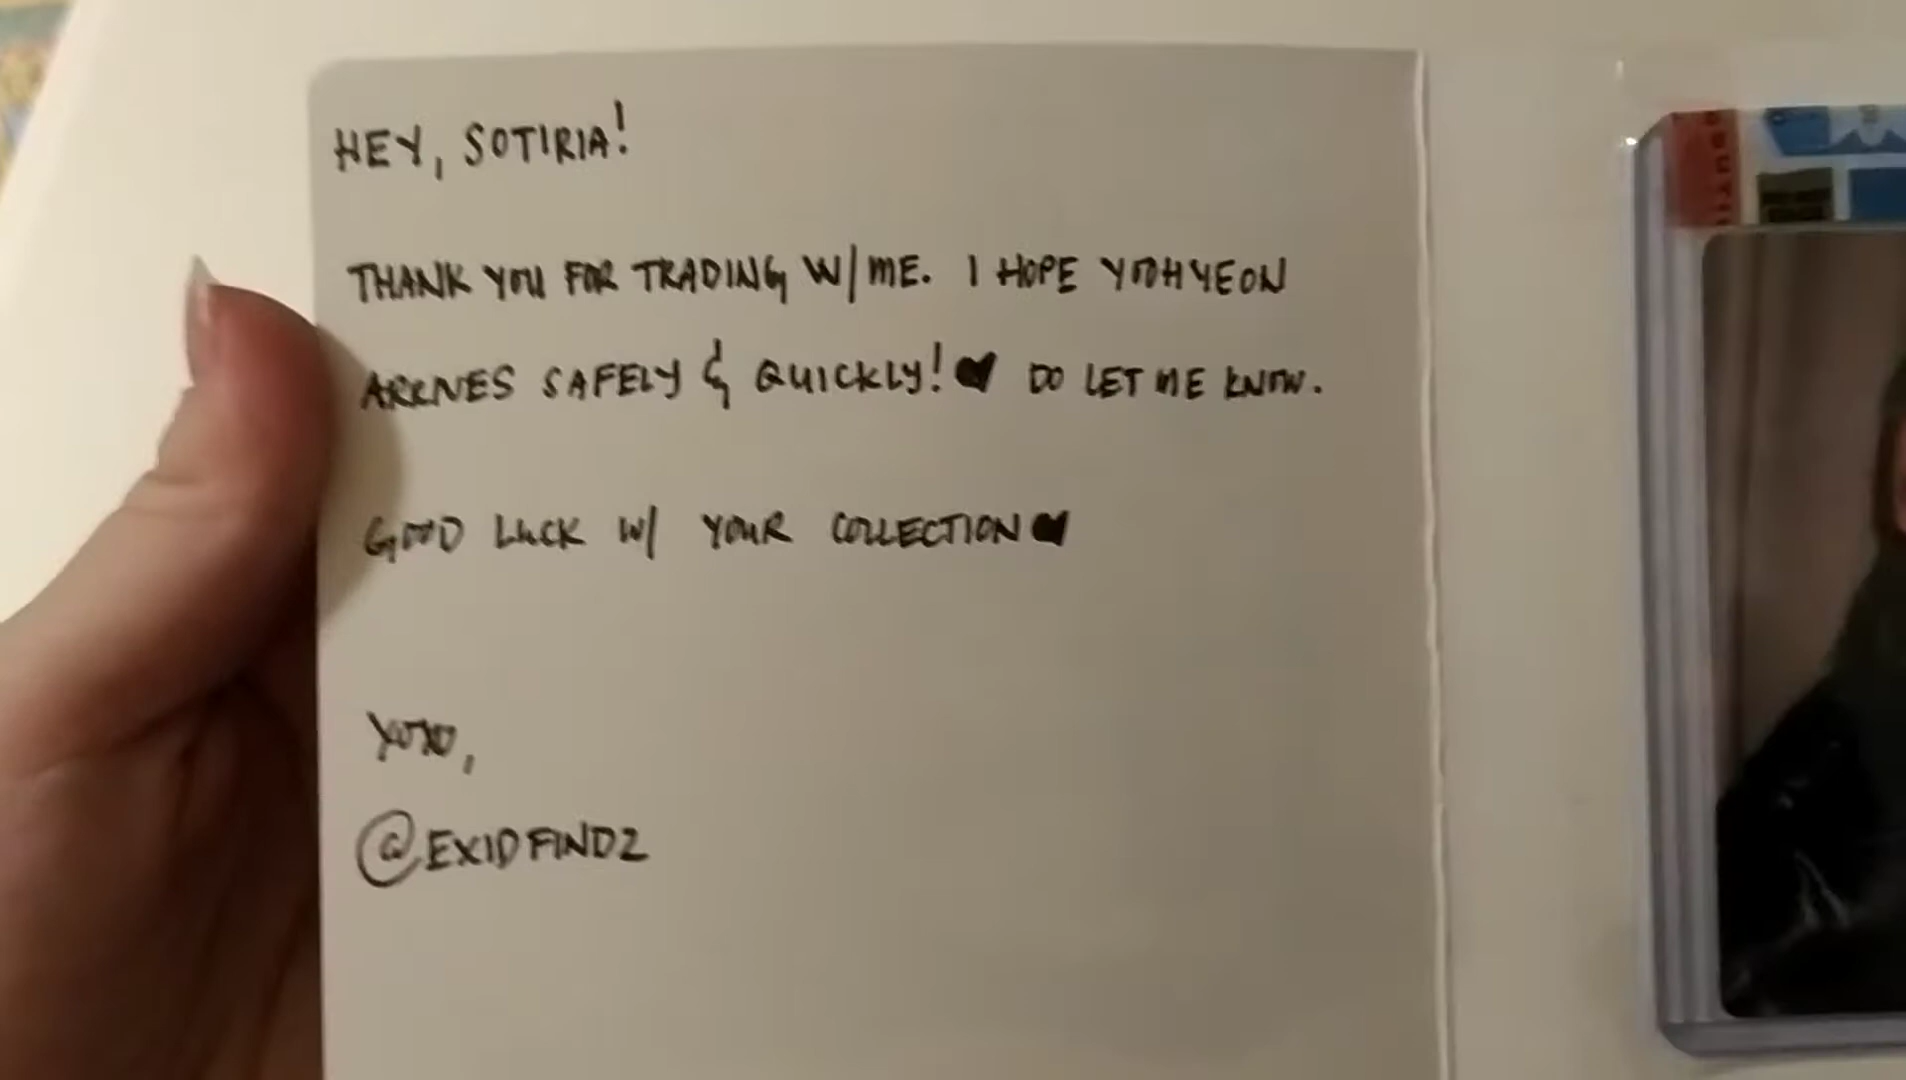 HEY, SOTIRIA!
THANK YOU FOR TRADING W/ME. I HOPE YOOHYEON
ARRIVES SAFELY & QUICKLY!♥ DO LET ME KNOW.
GOOD LUCK W/ YOUR COLLECTION♥
XOXO,
@EXIDFINDZ